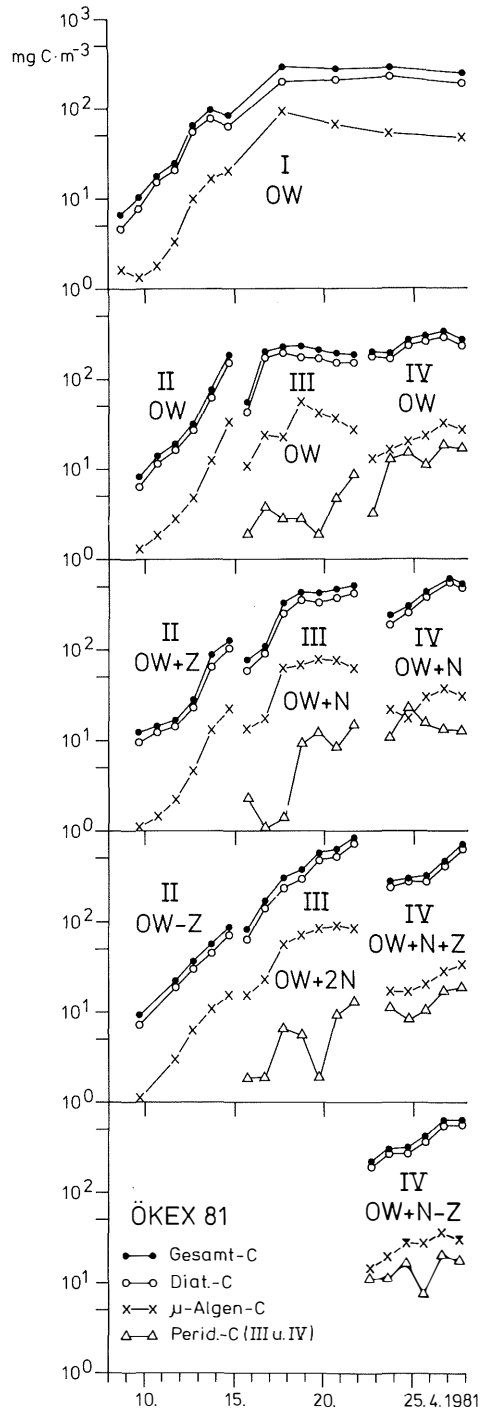 10³
mg C·m⁻³
10²
I
OW
10¹
10⁰
II
OW
III
OW
IV
OW
10²
10¹
10⁰
II
OW+Z
III
OW+N
IV
OW+N
10²
10¹
10⁰
II
OW-Z
III
OW+2N
IV
OW+N+Z
10²
10¹
10⁰
IV
OW+N-Z
10²
ÖKEX 81
Gesamt-C
Diat.-C
10¹
µ-Algen-C
Perid.-C (III u. IV)
10⁰
10. 15. 20. 25.4.1981